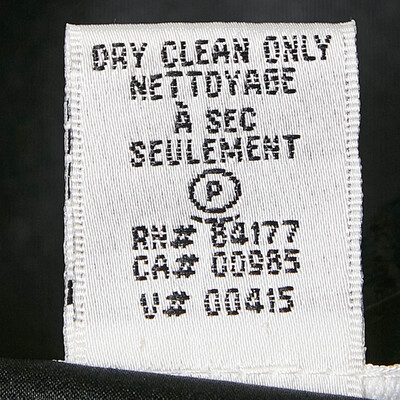 DRY CLEAN ONLY
NETTOYAGE
À SEC
SEULEMENT
P
RN# 84177
CA# 00985
V# 00415